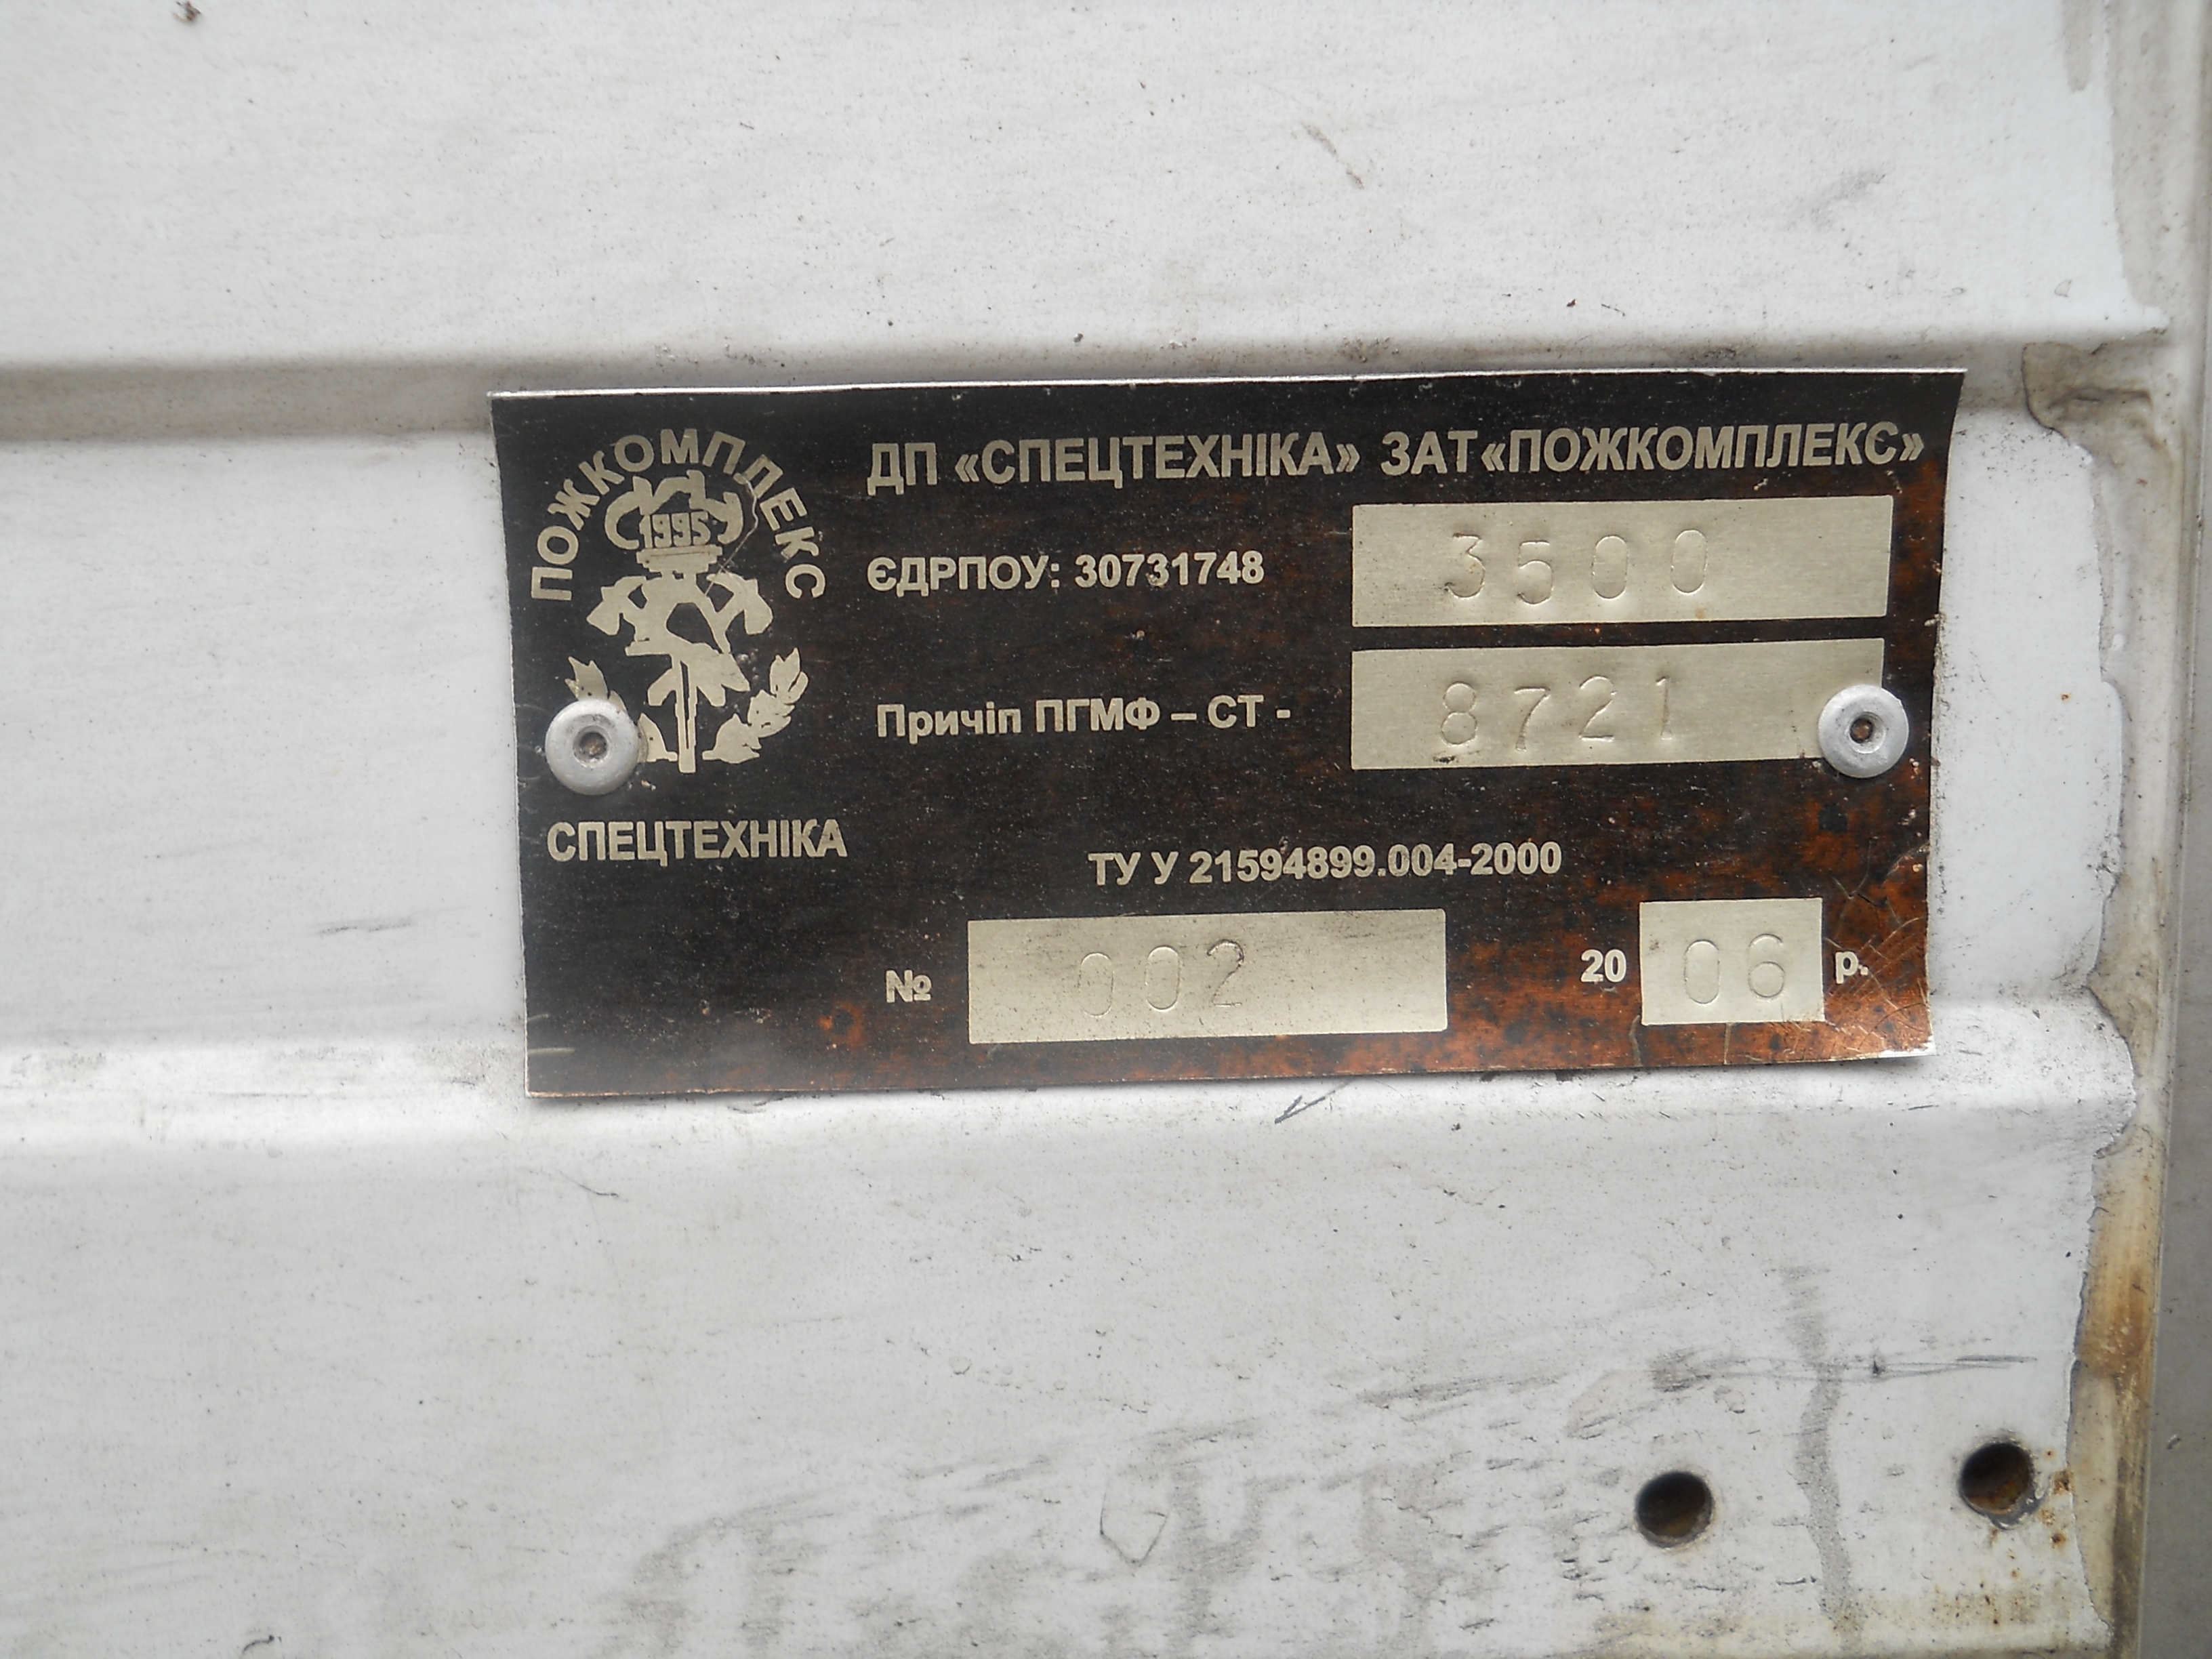 ПОЖКОМПЛЕКС
1995
СПЕЦТЕХНІКА
ДП «СПЕЦТЕХНІКА» ЗАТ «ПОЖКОМПЛЕКС»
ЄДРПОУ: 30731748 3500
Причіп ПГМФ – СТ - 8721
ТУ У 21594899.004-2000
№ 002 20 06 р.